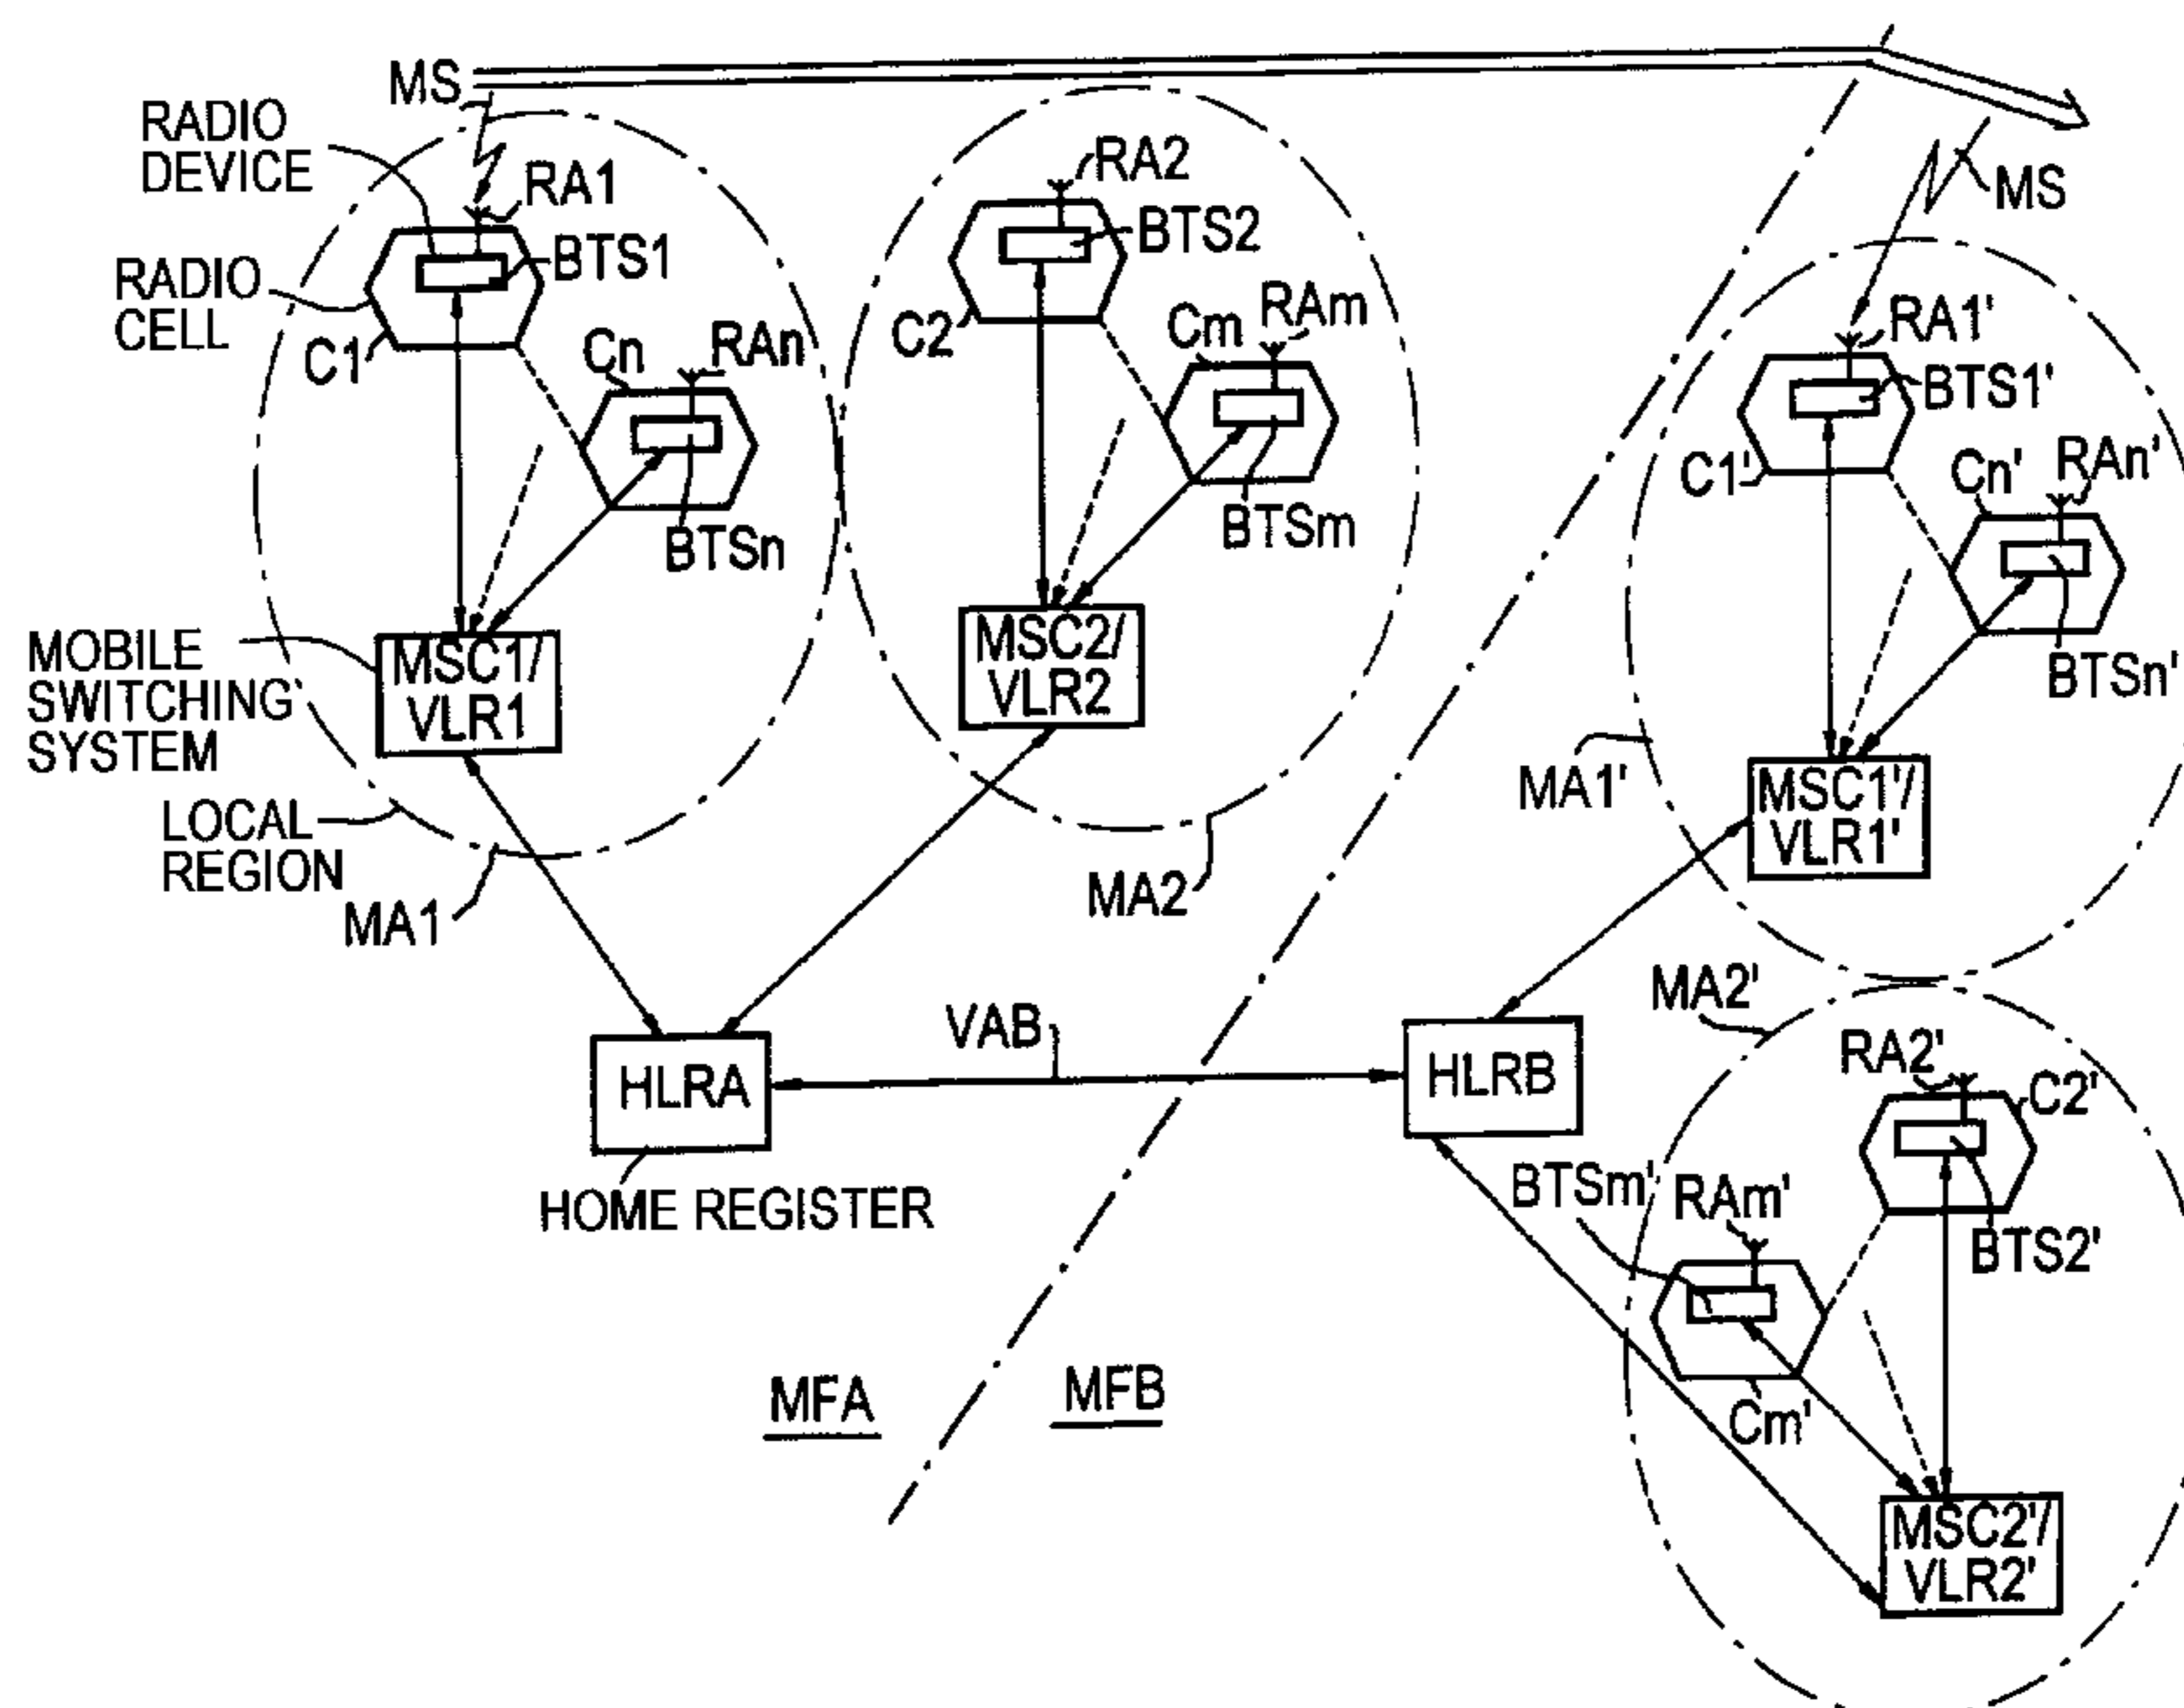 MS
RADIO
DEVICE
RA1
BTS1
RADIO
CELL
C1
Cn
RAn
BTSn
MOBILE
SWITCHING
SYSTEM
MSC1/
VLR1
LOCAL
REGION
MA1
RA2
BTS2
C2
Cm
RAm
BTSm
MSC2/
VLR2
MA2
MS
RA1'
BTS1'
C1'
Cn'
RAn'
BTSn'
MA1'
MSC1'/
VLR1'
HLRA
HOME REGISTER
VAB
HLRB
MA2'
RA2'
C2'
BTS2'
BTSm'
RAm'
Cm'
MSC2'/
VLR2'
MFA
MFB